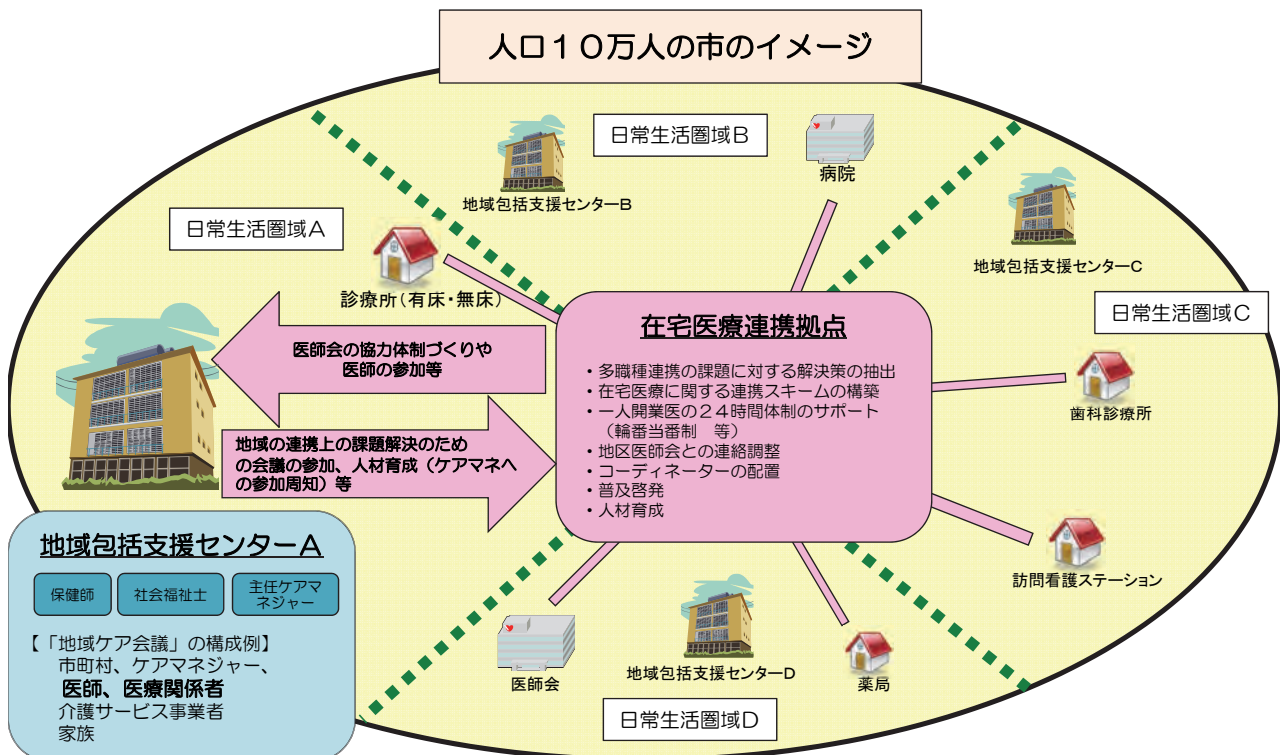 人口１０万人の市のイメージ
日常生活圏域B
病院
地域包括支援センターB
日常生活圏域A
診療所（有床・無床）
地域包括支援センターC
日常生活圏域C
医師会の協力体制づくりや
医師の参加等
地域の連携上の課題解決のため
の会議の参加、人材育成（ケアマネへ
の参加周知）等
在宅医療連携拠点
・多職種連携の課題に対する解決策の抽出
・在宅医療に関する連携スキームの構築
・一人開業医の２４時間体制のサポート
（輪番当番制　等）
・地区医師会との連絡調整
・コーディネーターの配置
・普及啓発
・人材育成
歯科診療所
訪問看護ステーション
地域包括支援センターA
保健師
社会福祉士
主任ケアマ
ネジャー
【「地域ケア会議」の構成例】
市町村、ケアマネジャー、
医師、医療関係者
介護サービス事業者
家族
医師会
地域包括支援センターD
薬局
日常生活圏域D